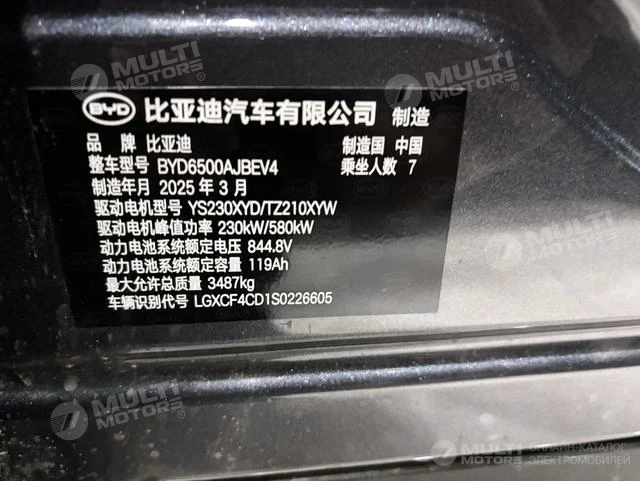 MULTI MOTORS
MULTI MOTORS
BYD 比亚迪汽车有限公司 制造
品 牌 比亚迪 制造国 中国
整车型号 BYD6500AJBEV4 乘坐人数 7
制造年月 2025 年 3 月
驱动电机型号 YS230XYD/TZ210XYW
驱动电机峰值功率 230kW/580kW
动力电池系统额定电压 844.8V
动力电池系统额定容量 119Ah
最大允许总质量 3487kg
车辆识别代号 LGXCF4CD1S0226605
MULTI MOTORS
MULTI MOTORS
MULTI MOTORS
ОНЛАЙН-КАТАЛОГ
ЭЛЕКТРОМОБИЛЕЙ